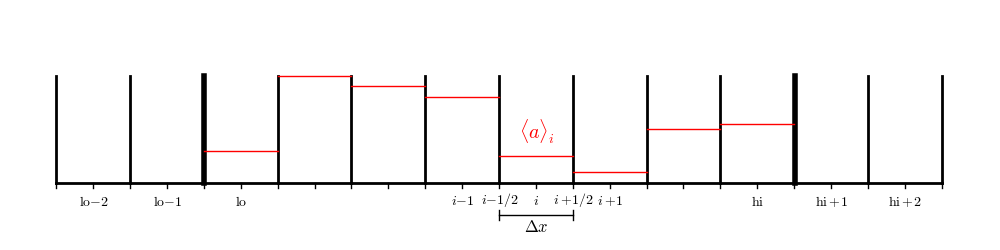 ⟨a⟩ᵢ
lo−2 lo−1 lo i−1 i−1/2 i i+1/2 i+1 hi hi+1 hi+2
Δx